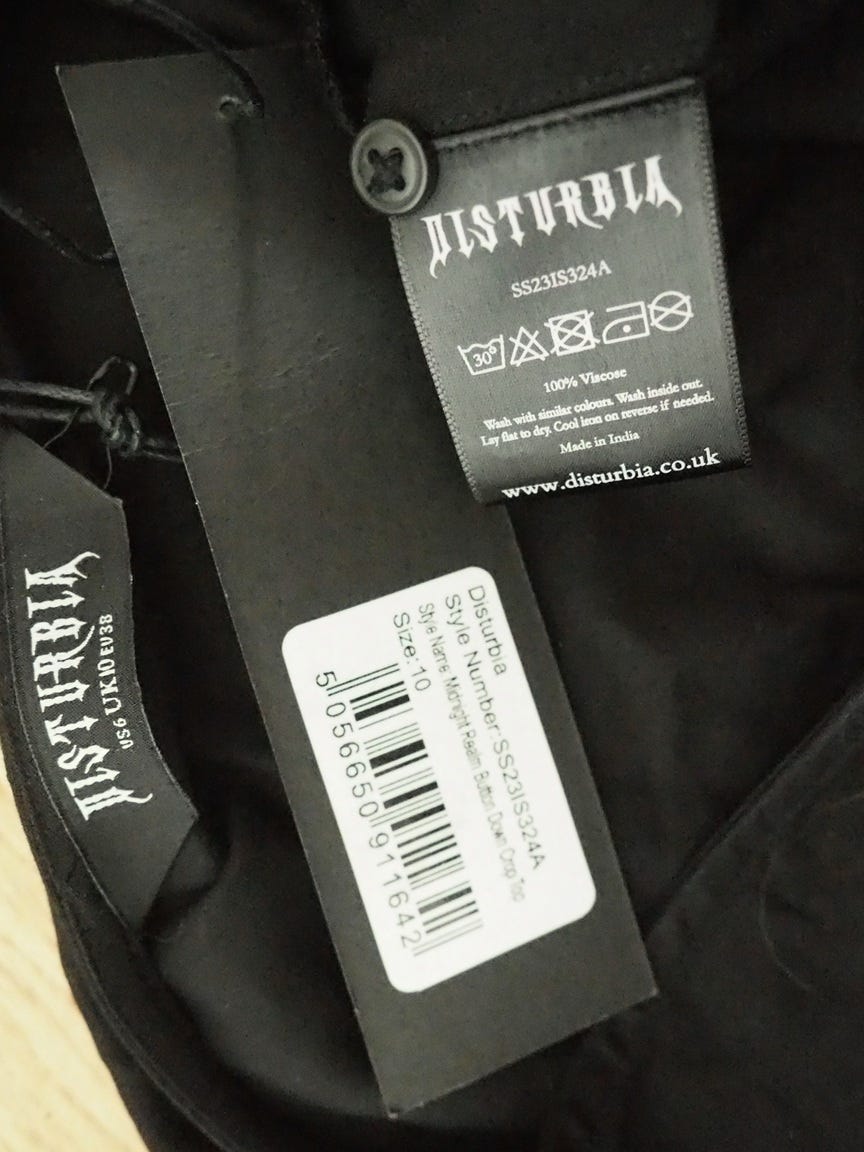 DISTURBIA
SS23IS324A
30°
100% Viscose
Wash with similar colours. Wash inside out.
Lay flat to dry. Cool iron on reverse if needed.
Made in India
www.disturbia.co.uk
DISTURBIA
US6 UK10 EU38
Disturbia
Style Number:SS23IS324A
Style Name: Midnight Realm Button Down Crop Top
Size: 10
5 056650 911642